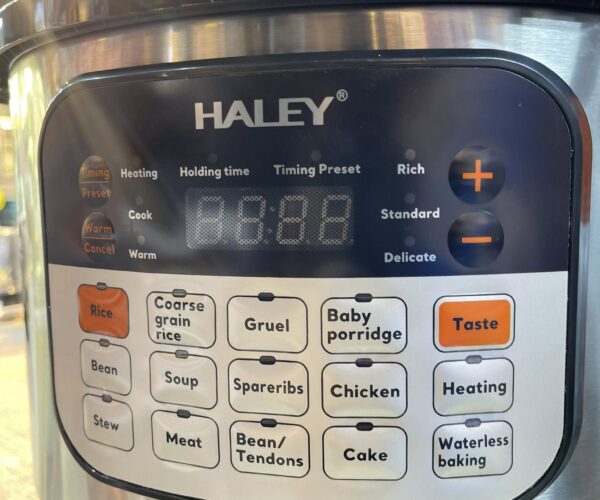 HALEY®
Holding time Timing Preset Rich
Timing Heating
Preset
+
Cook Standard
Warm
Cancel
−
Warm Delicate
Rice
Coarse
grain
rice
Gruel
Baby
porridge
Taste
Bean
Soup
Spareribs
Chicken
Heating
Stew
Meat
Bean/
Tendons
Cake
Waterless
baking